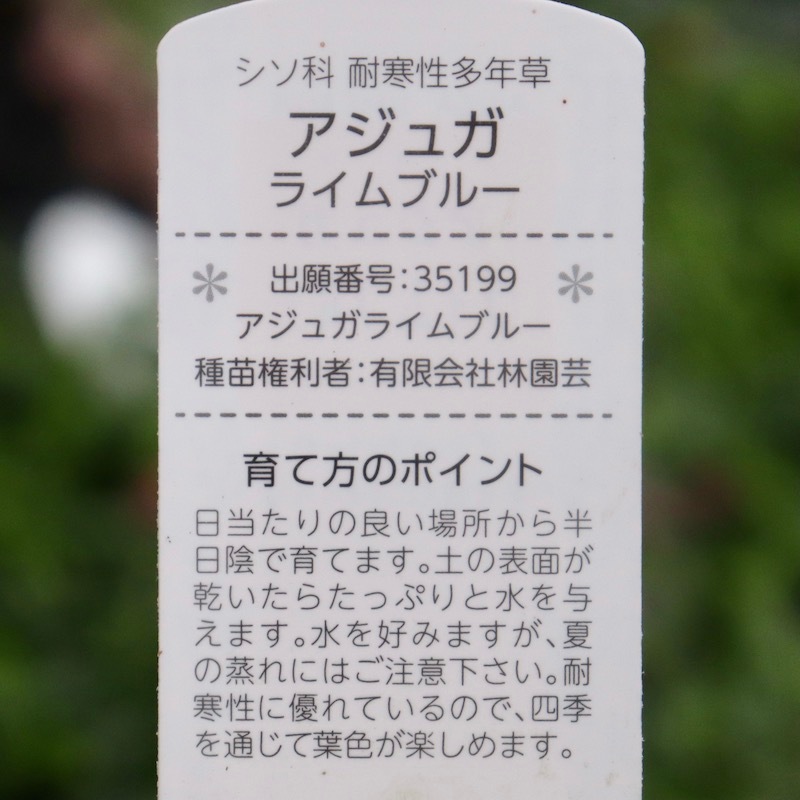 シソ科 耐寒性多年草
アジュガ
ライムブルー
出願番号:35199
アジュガライムブルー
種苗権利者:有限会社林園芸
育て方のポイント
日当たりの良い場所から半
日陰で育てます。土の表面が
乾いたらたっぷりと水を与
えます。水を好みますが、夏
の蒸れにはご注意下さい。耐
寒性に優れているので、四季
を通じて葉色が楽しめます。